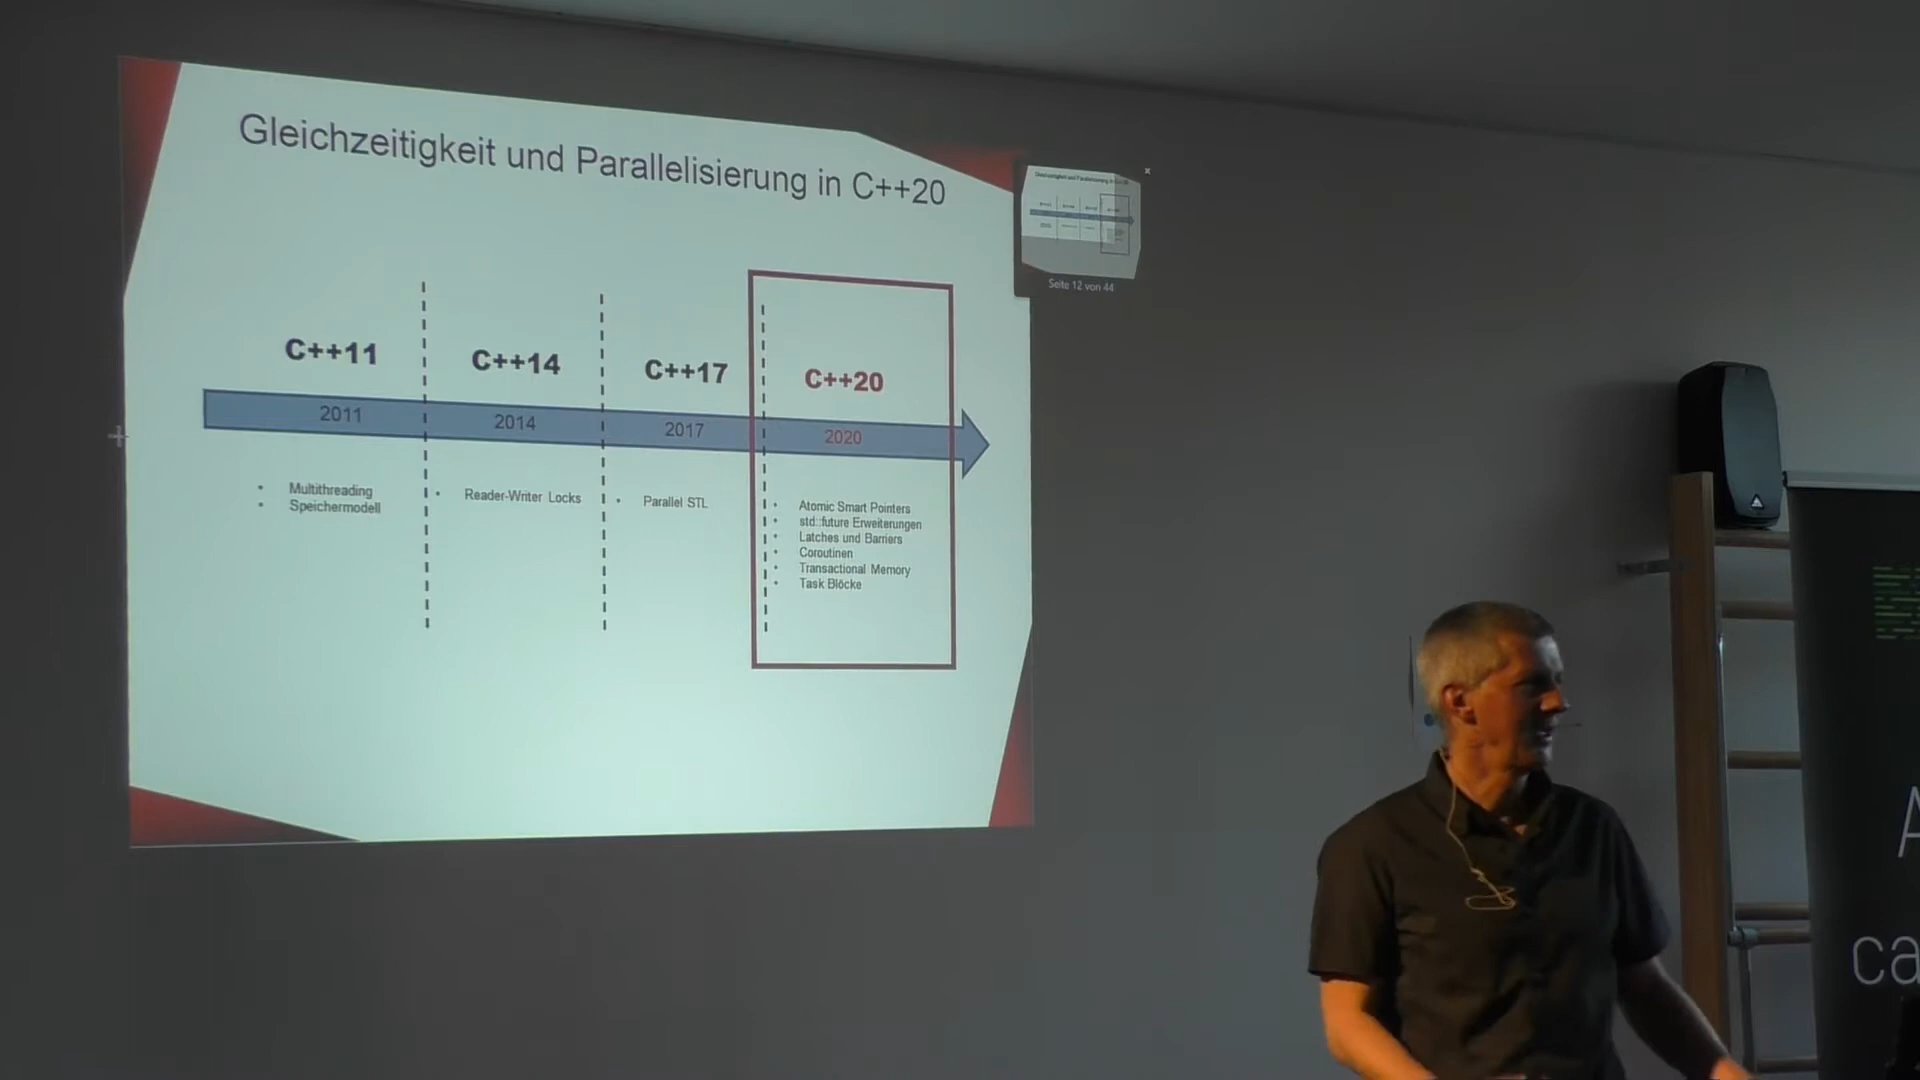 Gleichzeitigkeit und Parallelisierung in C++20
C++11
C++14
C++17
C++20
2011
2014
2017
2020
• Multithreading
• Speichermodell
• Reader-Writer Locks
• Parallel STL
• Atomic Smart Pointers
• std::future Erweiterungen
• Latches und Barriers
• Coroutinen
• Transactional Memory
• Task Blöcke
Seite 12 von 44
A
ca